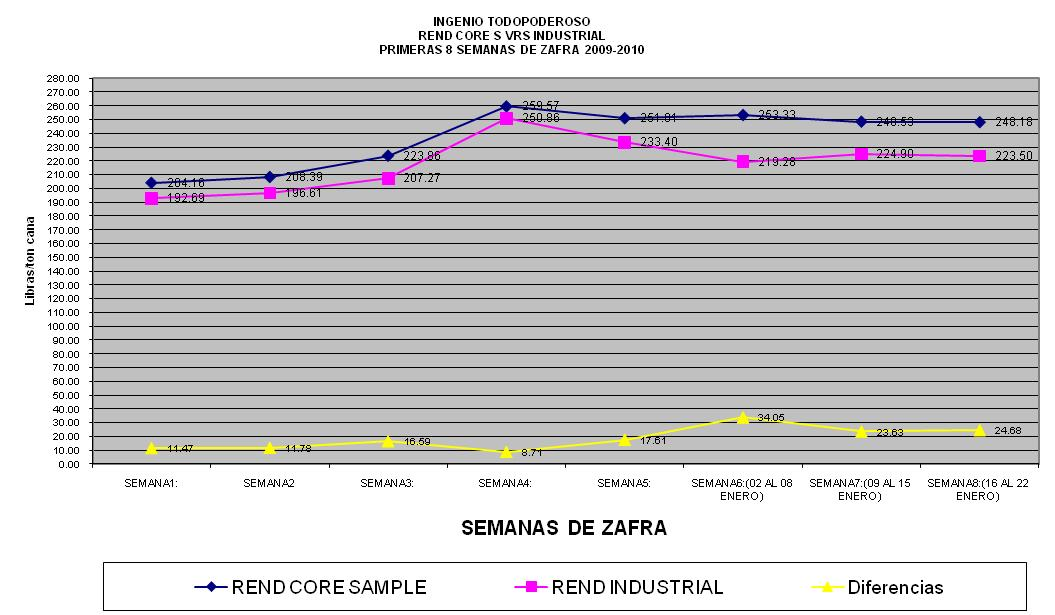 INGENIO TODOPODEROSO
REND CORE S VRS INDUSTRIAL
PRIMERAS 8 SEMANAS DE ZAFRA 2009-2010
280.00
270.00
260.00
250.00
240.00
230.00
220.00
210.00
200.00
190.00
180.00
170.00
160.00
150.00
140.00
130.00
120.00
110.00
100.00
90.00
80.00
70.00
60.00
50.00
40.00
30.00
20.00
10.00
0.00
Libras/ton cana
204.16
208.39
223.86
259.57
251.01
253.33
248.53
248.18
192.69
196.61
207.27
250.86
233.40
219.28
224.90
223.50
11.47
11.78
16.59
8.71
17.61
34.05
23.63
24.68
SEMANA1:
SEMANA2
SEMANA3:
SEMANA4:
SEMANA5:
SEMANA6:(02 AL 08
ENERO)
SEMANA7:(09 AL 15
ENERO)
SEMANA8:(16 AL 22
ENERO)
SEMANAS DE ZAFRA
REND CORE SAMPLE
REND INDUSTRIAL
Diferencias